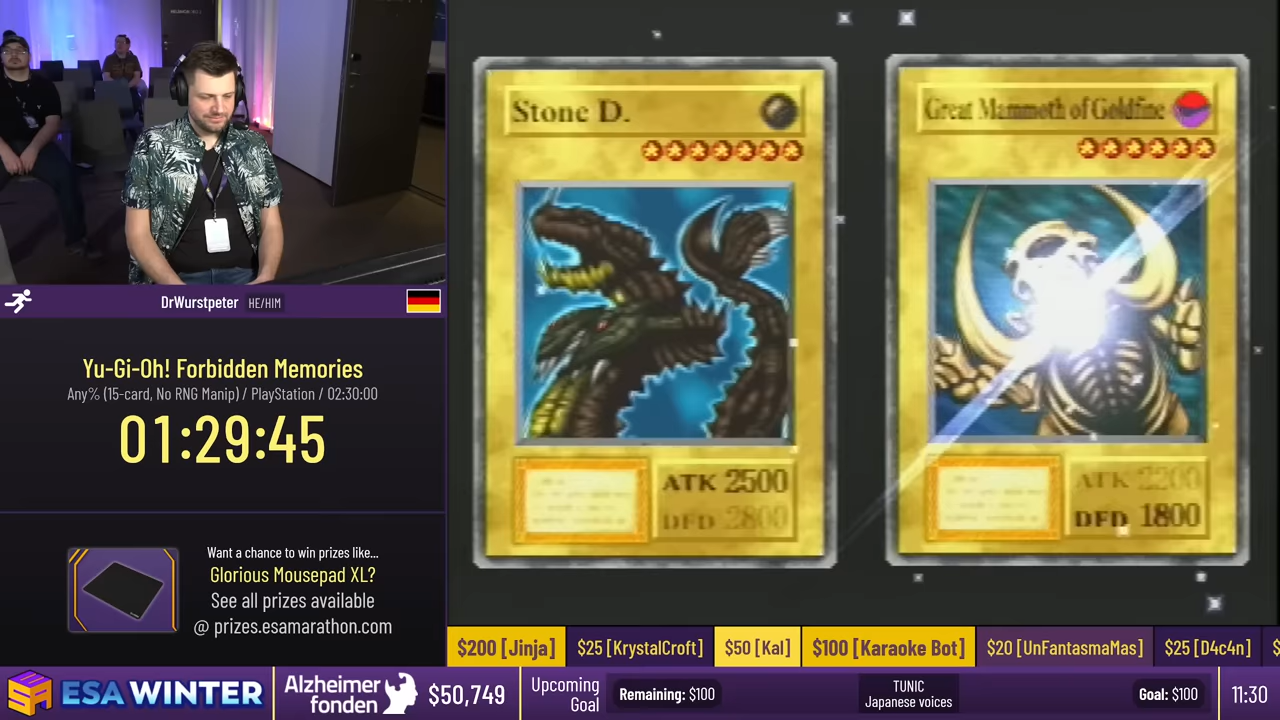 Stone D.
Great Mammoth of Goldfine
ATK 2500
DFD 2800
ATK 2200
DFD 1800
DrWurstpeter HE/HIM
Yu-Gi-Oh! Forbidden Memories
Any% (15-card, No RNG Manip) / PlayStation / 02:30:00
01:29:45
Want a chance to win prizes like...
Glorious Mousepad XL?
See all prizes available
@ prizes.esamarathon.com
$200 [Jinja] $25 [KrystalCroft] $50 [Kal] $100 [Karaoke Bot] $20 [UnFantasmaMas] $25 [D4c4n] $
ESA WINTER
Alzheimer
fonden
$50,749
Upcoming
Goal
Remaining: $100
TUNIC
Japanese voices
Goal: $100
11:30